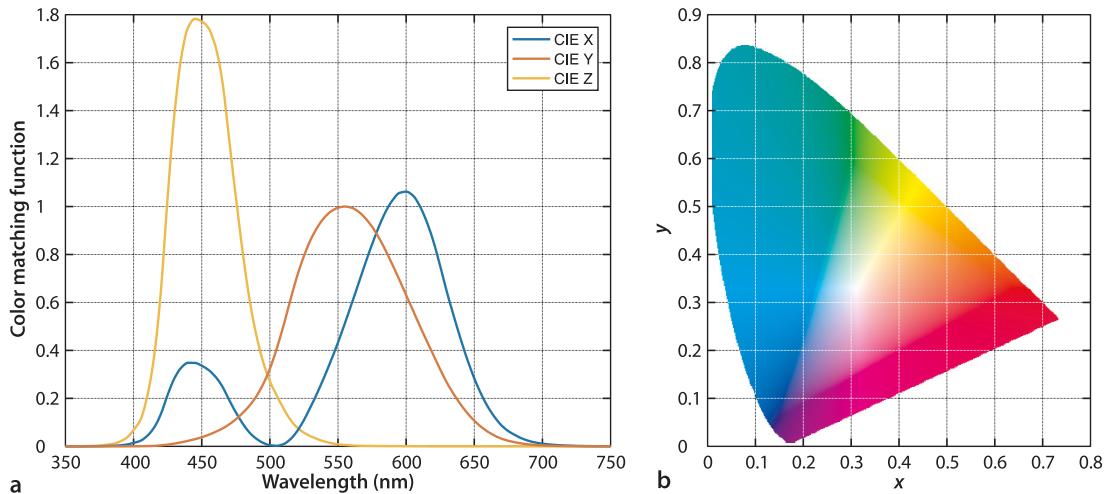 1.8
1.6
1.4
1.2
1
0.8
0.6
0.4
0.2
0
Color matching function
350 400 450 500 550 600 650 700 750
Wavelength (nm)
CIE X
CIE Y
CIE Z
a
0.9
0.8
0.7
0.6
0.5
0.4
0.3
0.2
0.1
0
y
0 0.1 0.2 0.3 0.4 0.5 0.6 0.7 0.8
x
b